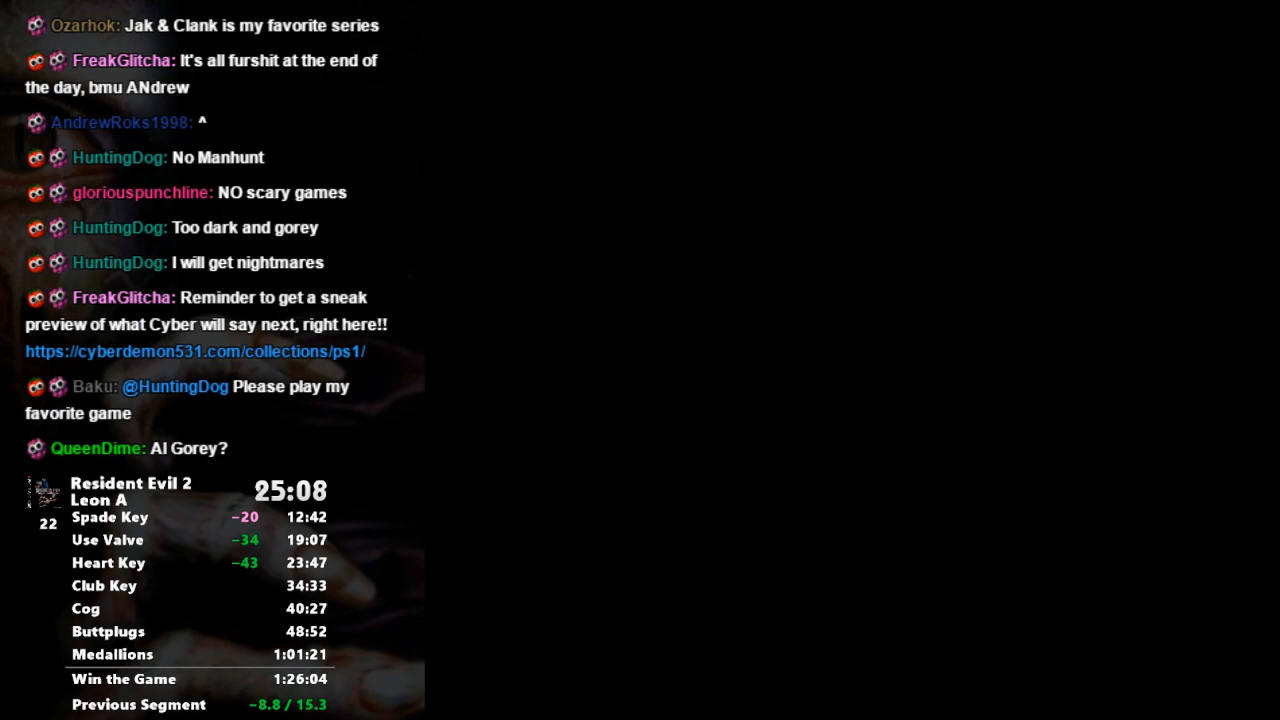 Ozarhok: Jak & Clank is my favorite series
FreakGlitcha: It's all furshit at the end of
the day, bmu ANdrew
AndrewRoks1998: ^
HuntingDog: No Manhunt
gloriouspunchline: NO scary games
HuntingDog: Too dark and gorey
HuntingDog: I will get nightmares
FreakGlitcha: Reminder to get a sneak
preview of what Cyber will say next, right here!!
https://cyberdemon531.com/collections/ps1/
Baku: @HuntingDog Please play my
favorite game
QueenDime: Al Gorey?
Resident Evil 2
Leon A
25:08
22
Spade Key -20 12:42
Use Valve -34 19:07
Heart Key -43 23:47
Club Key 34:33
Cog 40:27
Buttplugs 48:52
Medallions 1:01:21
Win the Game 1:26:04
Previous Segment -8.8 / 15.3